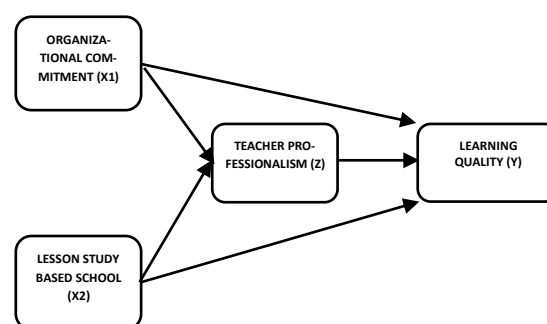 ORGANIZA-
TIONAL COM-
MITMENT (X1)
TEACHER PRO-
FESSIONALISM (Z)
LEARNING
QUALITY (Y)
LESSON STUDY
BASED SCHOOL
(X2)